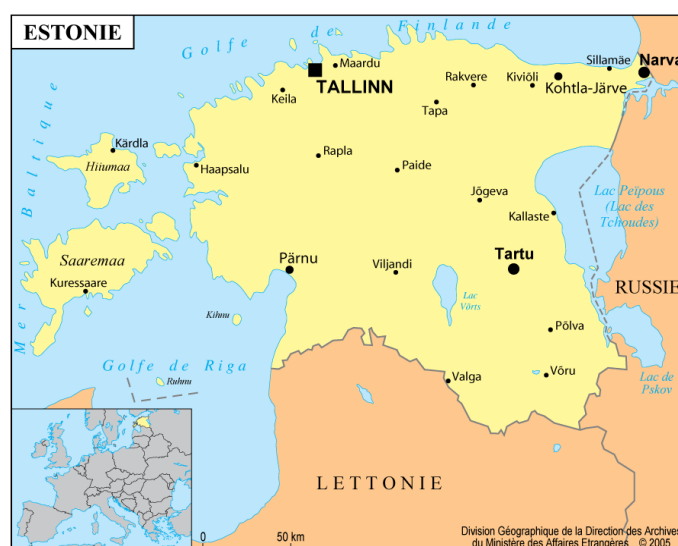 ESTONIE
Golfe de Finlande
Maardu
TALLINN
Keila
Rakvere
Kiviõli
Sillamäe
Narva
Kohtla-Järve
Tapa
Mer Baltique
Kärdla
Hiiumaa
Haapsalu
Rapla
Paide
Jõgeva
Kallaste
Lac Peïpous
(Lac des
Tchoudes)
Saaremaa
Kuressaare
Pärnu
Viljandi
Tartu
RUSSIE
Kihnu
Lac
Võrts
Põlva
Golfe de Riga
Ruhnu
Valga
Võru
Lac de
Pskov
LETTONIE
0 50 km
Division Géographique de la Direction des Archives
du Ministère des Affaires Etrangères © 2005